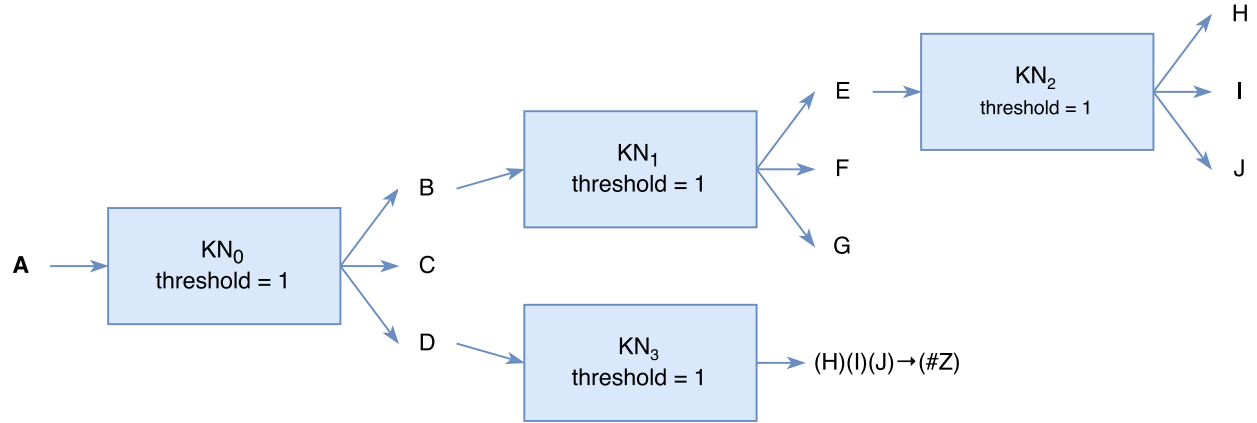 A
KN₀
threshold = 1
B
C
D
KN₁
threshold = 1
KN₃
threshold = 1
E
F
G
(H)(I)(J)→(#Z)
KN₂
threshold = 1
H
I
J